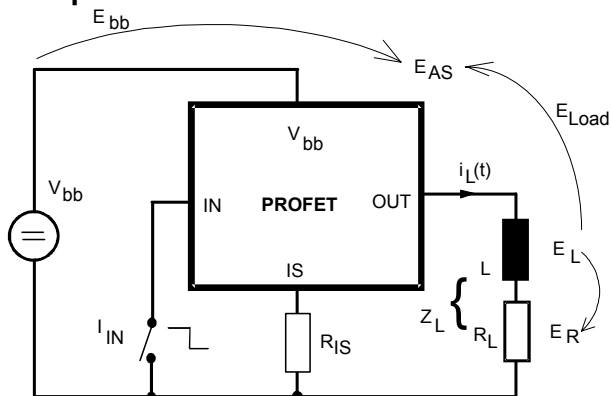 E bb
E AS
E Load
V bb
V bb
i L(t)
IN
PROFET
OUT
IS
L
E L
Z L
{
I IN
R IS
R L
E R